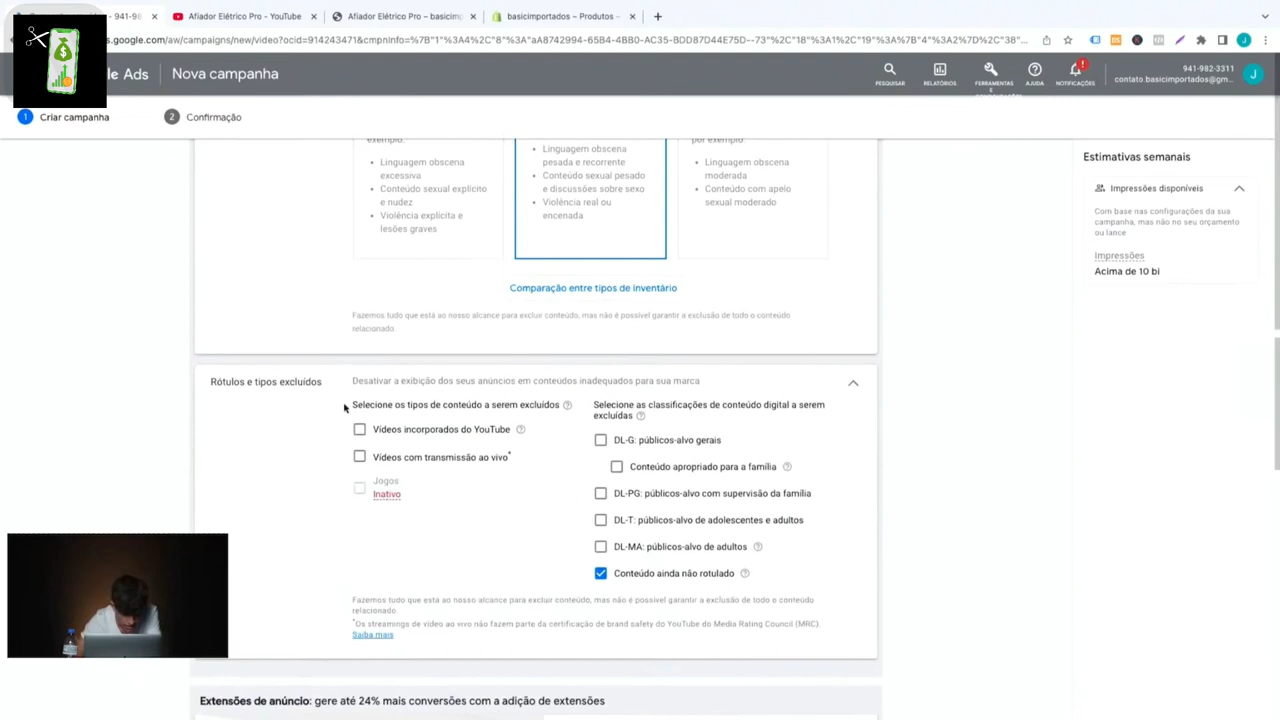 941-98
Afiador Elétrico Pro - YouTube
Afiador Elétrico Pro – basicimp
basicimportados ~ Produtos ~
s.google.com/aw/campaigns/new/video?ocid=914243471&cmpnInfo=%7B"1%3A4%2C"8%3A"aA8742994-65B4-4BB0-AC35-BDD87D44E75D--73"%2C"18"%3A1%2C"19"%3A%7B"4"%3A2%7D%2C"38"...
le Ads
Nova campanha
PESQUISAR
RELATÓRIOS
FERRAMENTAS
E
AJUDA
NOTIFICAÇÕES
941-982-3311
contato.basicimportados@gm...
J
1 Criar campanha
2 Confirmação
exemplo:
por exemplo:
Linguagem obscena
excessiva
Conteúdo sexual explícito
e nudez
Violência explícita e
lesões graves
Linguagem obscena
pesada e recorrente
Conteúdo sexual pesado
e discussões sobre sexo
Violência real ou
encenada
Linguagem obscena
moderada
Conteúdo com apelo
sexual moderado
Comparação entre tipos de inventário
Fazemos tudo que está ao nosso alcance para excluir conteúdo, mas não é possível garantir a exclusão de todo o conteúdo
relacionado.
Estimativas semanais
Impressões disponíveis
Com base nas configurações da sua
campanha, mas não no seu orçamento
ou lance
Impressões
Acima de 10 bi
Rótulos e tipos excluídos
Desativar a exibição dos seus anúncios em conteúdos inadequados para sua marca
Selecione os tipos de conteúdo a serem excluídos
Vídeos incorporados do YouTube
Vídeos com transmissão ao vivo*
Jogos
Inativo
Selecione as classificações de conteúdo digital a serem
excluídas
DL-G: públicos-alvo gerais
Conteúdo apropriado para a família
DL-PG: públicos-alvo com supervisão da família
DL-T: públicos-alvo de adolescentes e adultos
DL-MA: públicos-alvo de adultos
Conteúdo ainda não rotulado
Fazemos tudo que está ao nosso alcance para excluir conteúdo, mas não é possível garantir a exclusão de todo o conteúdo
relacionado.
*Os streamings de vídeo ao vivo não fazem parte da certificação de brand safety do YouTube do Media Rating Council (MRC).
Saiba mais
Extensões de anúncio: gere até 24% mais conversões com a adição de extensões